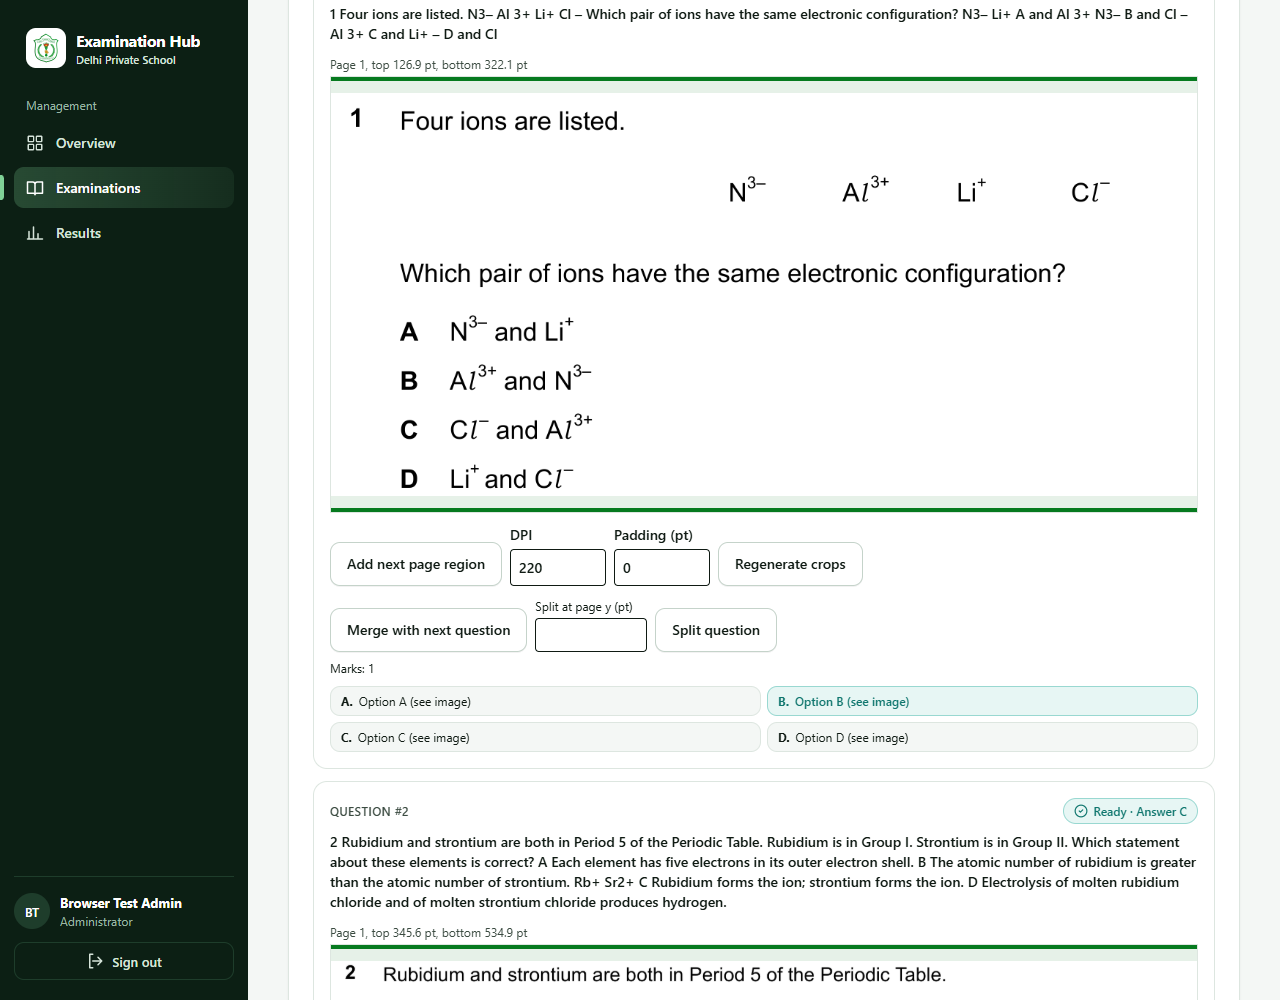 Examination Hub
Delhi Private School
Management
Overview
Examinations
Results
BT
Browser Test Admin
Administrator
Sign out
1 Four ions are listed. N3– Al 3+ Li+ Cl – Which pair of ions have the same electronic configuration? N3– Li+ A and Al 3+ N3– B and Cl –
Al 3+ C and Li+ – D and Cl
Page 1, top 126.9 pt, bottom 322.1 pt
1 Four ions are listed.
N³⁻ Al³⁺ Li⁺ Cl⁻
Which pair of ions have the same electronic configuration?
A N³⁻ and Li⁺
B Al³⁺ and N³⁻
C Cl⁻ and Al³⁺
D Li⁺ and Cl⁻
DPI Padding (pt)
Add next page region 220 0 Regenerate crops
Split at page y (pt)
Merge with next question Split question
Marks: 1
A. Option A (see image) B. Option B (see image)
C. Option C (see image) D. Option D (see image)
QUESTION #2 Ready · Answer C
2 Rubidium and strontium are both in Period 5 of the Periodic Table. Rubidium is in Group I. Strontium is in Group II. Which statement
about these elements is correct? A Each element has five electrons in its outer electron shell. B The atomic number of rubidium is greater
than the atomic number of strontium. Rb+ Sr2+ C Rubidium forms the ion; strontium forms the ion. D Electrolysis of molten rubidium
chloride and of molten strontium chloride produces hydrogen.
Page 1, top 345.6 pt, bottom 534.9 pt
2 Rubidium and strontium are both in Period 5 of the Periodic Table.